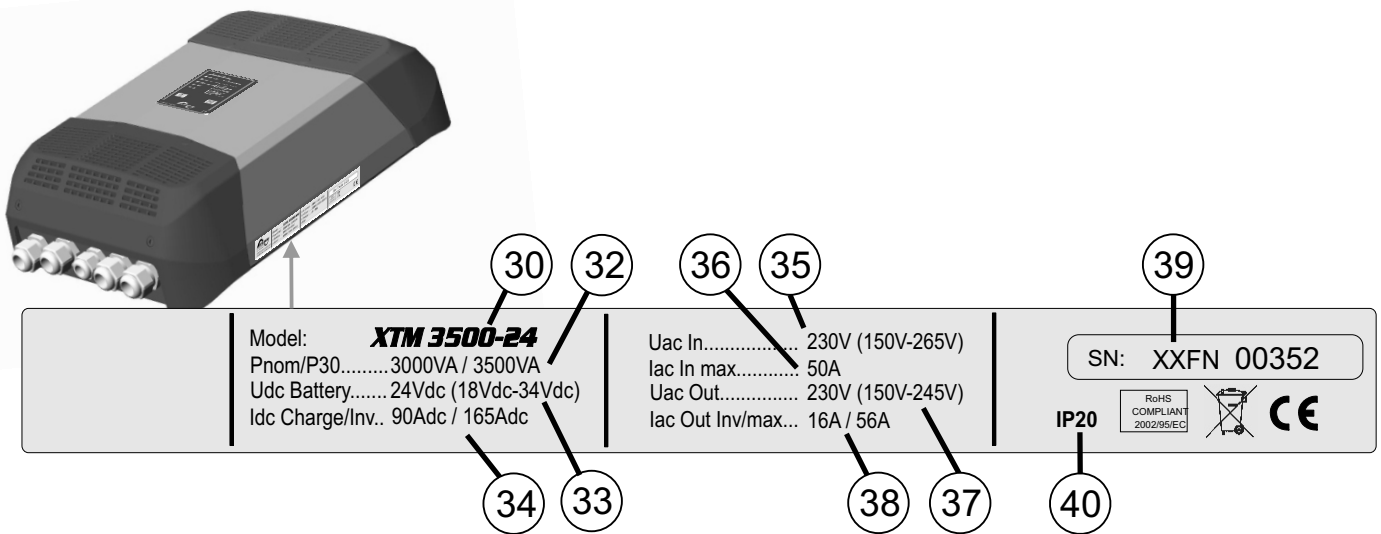 30
32
36
35
39
Model: XTM 3500-24
Pnom/P30.........3000VA / 3500VA
Udc Battery.......24Vdc (18Vdc-34Vdc)
Idc Charge/Inv.. 90Adc / 165Adc
Uac In.................. 230V (150V-265V)
Iac In max............ 50A
Uac Out............... 230V (150V-245V)
Iac Out Inv/max... 16A / 56A
SN: XXFN 00352
IP20
RoHS
COMPLIANT
2002/95/EC
CE
34
33
38
37
40